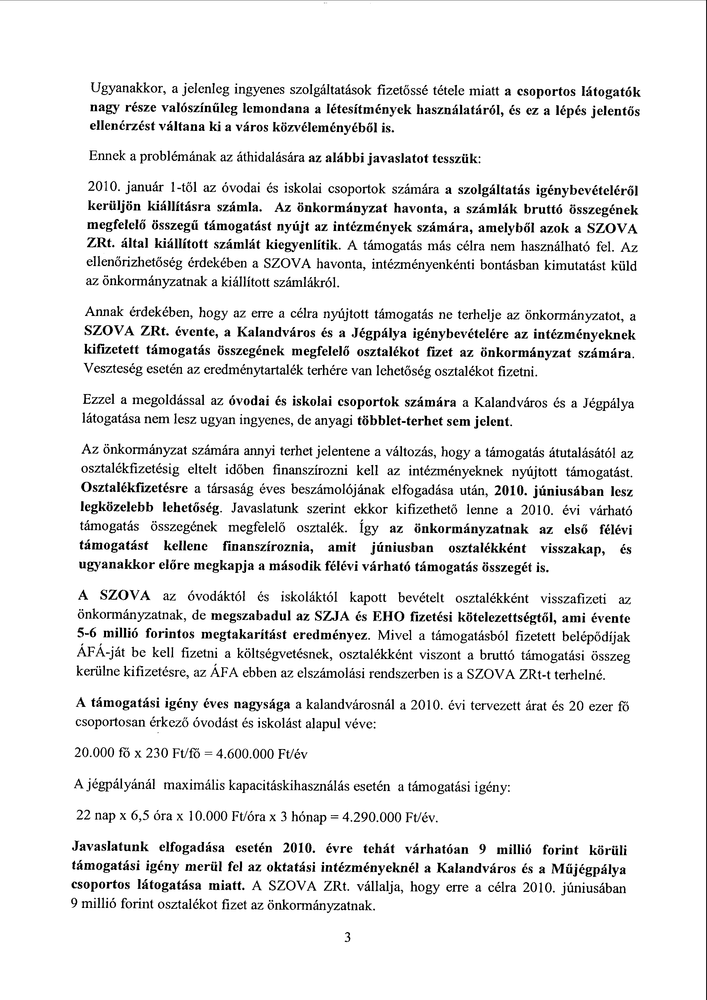 Ugyanakkor, a jelenleg ingyenes szolgáltatások fizetőssé tétele miatt a csoportos látogatók
nagy része valószínűleg lemondana a létesítmények használatáról, és ez a lépés jelentős
ellenérzést váltana ki a város közvéleményéből is.
Ennek a problémának az áthidalására az alábbi javaslatot tesszük:
2010. január 1-től az óvodai és iskolai csoportok számára a szolgáltatás igénybevételéről
kerüljön kiállításra számla. Az önkormányzat havonta, a számlák bruttó összegének
megfelelő összegű támogatást nyújt az intézmények számára, amelyből azok a SZOVA
ZRt. által kiállított számlát kiegyenlítik. A támogatás más célra nem használható fel. Az
ellenőrizhetőség érdekében a SZOVA havonta, intézményenkénti bontásban kimutatást küld
az önkormányzatnak a kiállított számlákról.
Annak érdekében, hogy az erre a célra nyújtott támogatás ne terhelje az önkormányzatot, a
SZOVA ZRt. évente, a Kalandváros és a Jégpálya igénybevételére az intézményeknek
kifizetett támogatás összegének megfelelő osztalékot fizet az önkormányzat számára.
Veszteség esetén az eredménytartalék terhére van lehetőség osztalékot fizetni.
Ezzel a megoldással az óvodai és iskolai csoportok számára a Kalandváros és a Jégpálya
látogatása nem lesz ugyan ingyenes, de anyagi többlet-terhet sem jelent.
Az önkormányzat számára annyi terhet jelentene a változás, hogy a támogatás átutalásától az
osztalékfizetésig eltelt időben finanszírozni kell az intézményeknek nyújtott támogatást.
Osztalékfizetésre a társaság éves beszámolójának elfogadása után, 2010. júniusában lesz
legközelebb lehetőség. Javaslatunk szerint ekkor kifizethető lenne a 2010. évi várható
támogatás összegének megfelelő osztalék. Így az önkormányzatnak az első félévi
támogatást kellene finanszíroznia, amit júniusban osztalékként visszakap, és
ugyanakkor előre megkapja a második félévi várható támogatás összegét is.
A SZOVA az óvodáktól és iskoláktól kapott bevételt osztalékként visszafizeti az
önkormányzatnak, de megszabadul az SZJA és EHO fizetési kötelezettségtől, ami évente
5-6 millió forintos megtakarítást eredményez. Mivel a támogatásból fizetett belépődíjak
ÁFÁ-ját be kell fizetni a költségvetésnek, osztalékként viszont a bruttó támogatási összeg
kerülne kifizetésre, az ÁFA ebben az elszámolási rendszerben is a SZOVA ZRt-t terhelné.
A támogatási igény éves nagysága a kalandvárosnál a 2010. évi tervezett árat és 20 ezer fő
csoportosan érkező óvodást és iskolást alapul véve:
20.000 fő x 230 Ft/fő = 4.600.000 Ft/év
A jégpályánál maximális kapacitáskihasználás esetén a támogatási igény:
22 nap x 6,5 óra x 10.000 Ft/óra x 3 hónap = 4.290.000 Ft/év.
Javaslatunk elfogadása esetén 2010. évre tehát várhatóan 9 millió forint körüli
támogatási igény merül fel az oktatási intézményeknél a Kalandváros és a Műjégpálya
csoportos látogatása miatt. A SZOVA ZRt. vállalja, hogy erre a célra 2010. júniusában
9 millió forint osztalékot fizet az önkormányzatnak.
3